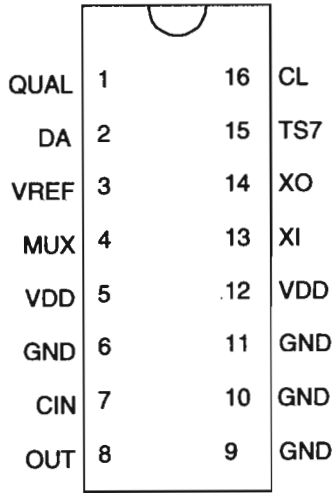 QUAL 1 16 CL
DA 2 15 TS7
VREF 3 14 XO
MUX 4 13 XI
VDD 5 12 VDD
GND 6 11 GND
CIN 7 10 GND
OUT 8 9 GND